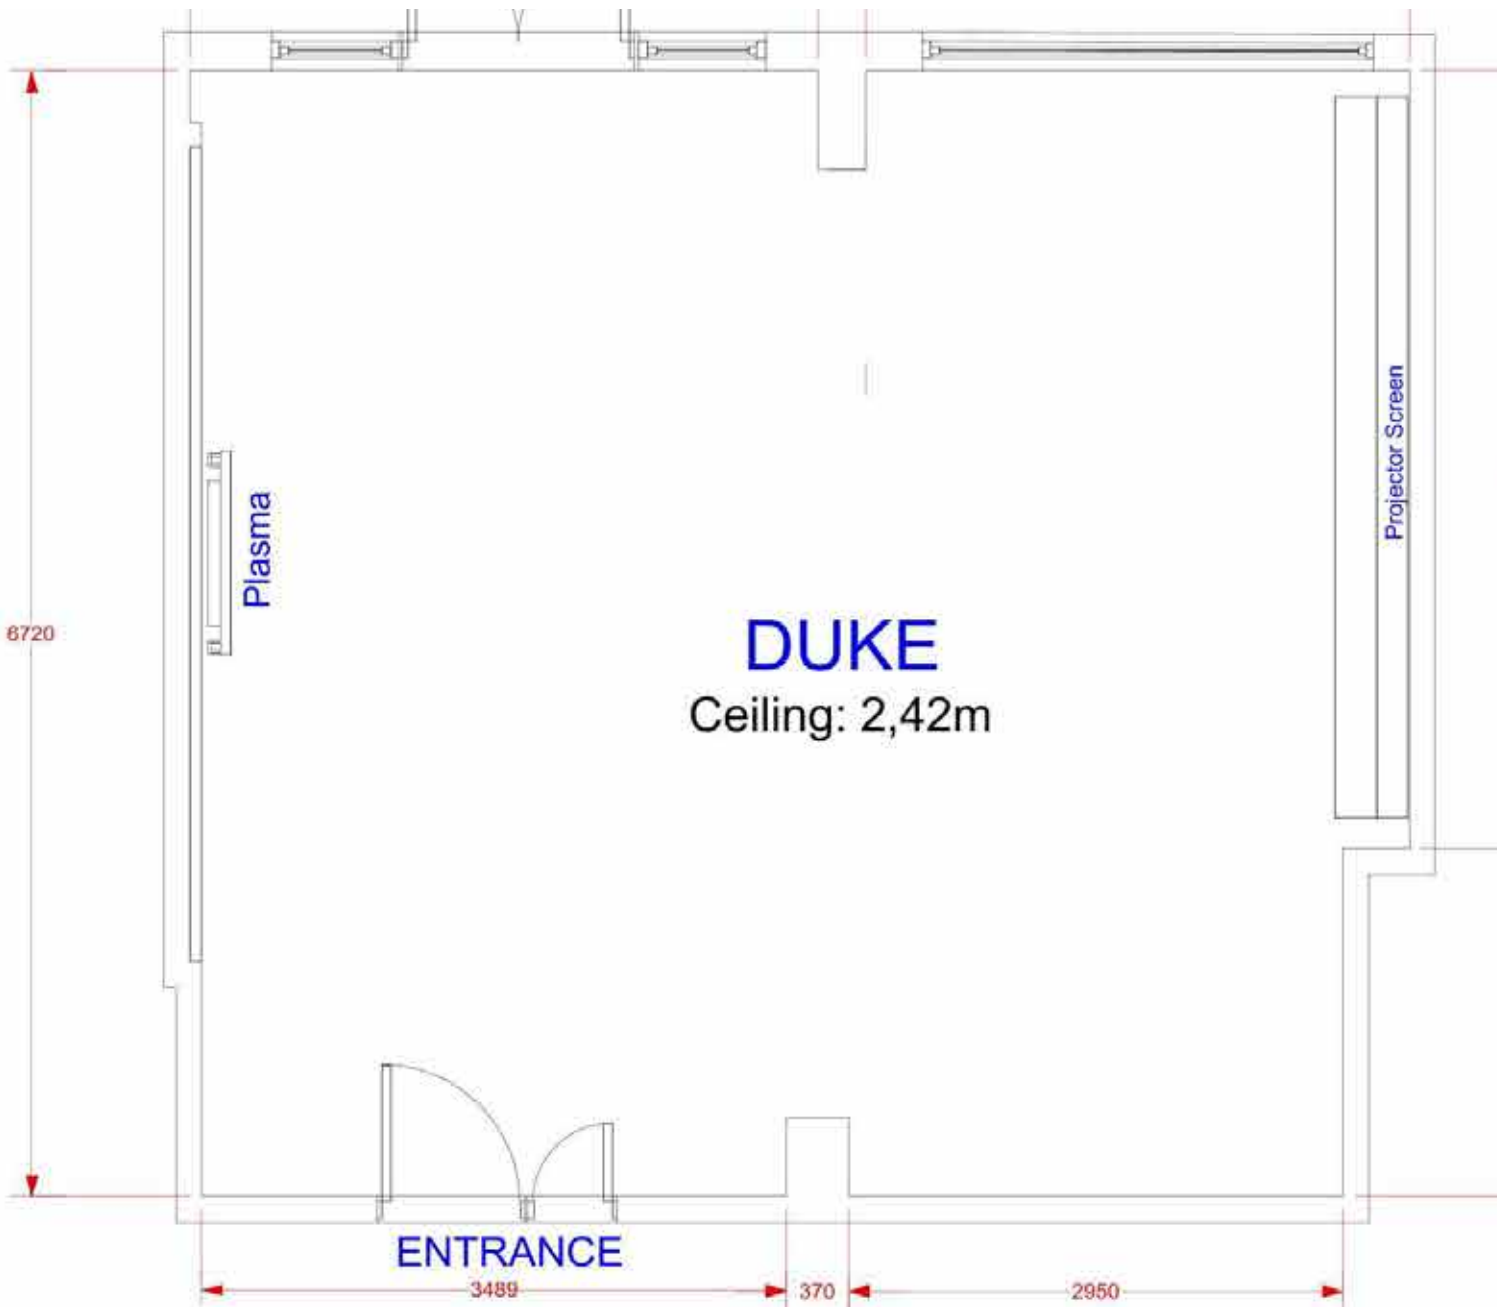 Projector Screen
Plasma
6720
DUKE
Ceiling: 2,42m
ENTRANCE
3489
370
2950